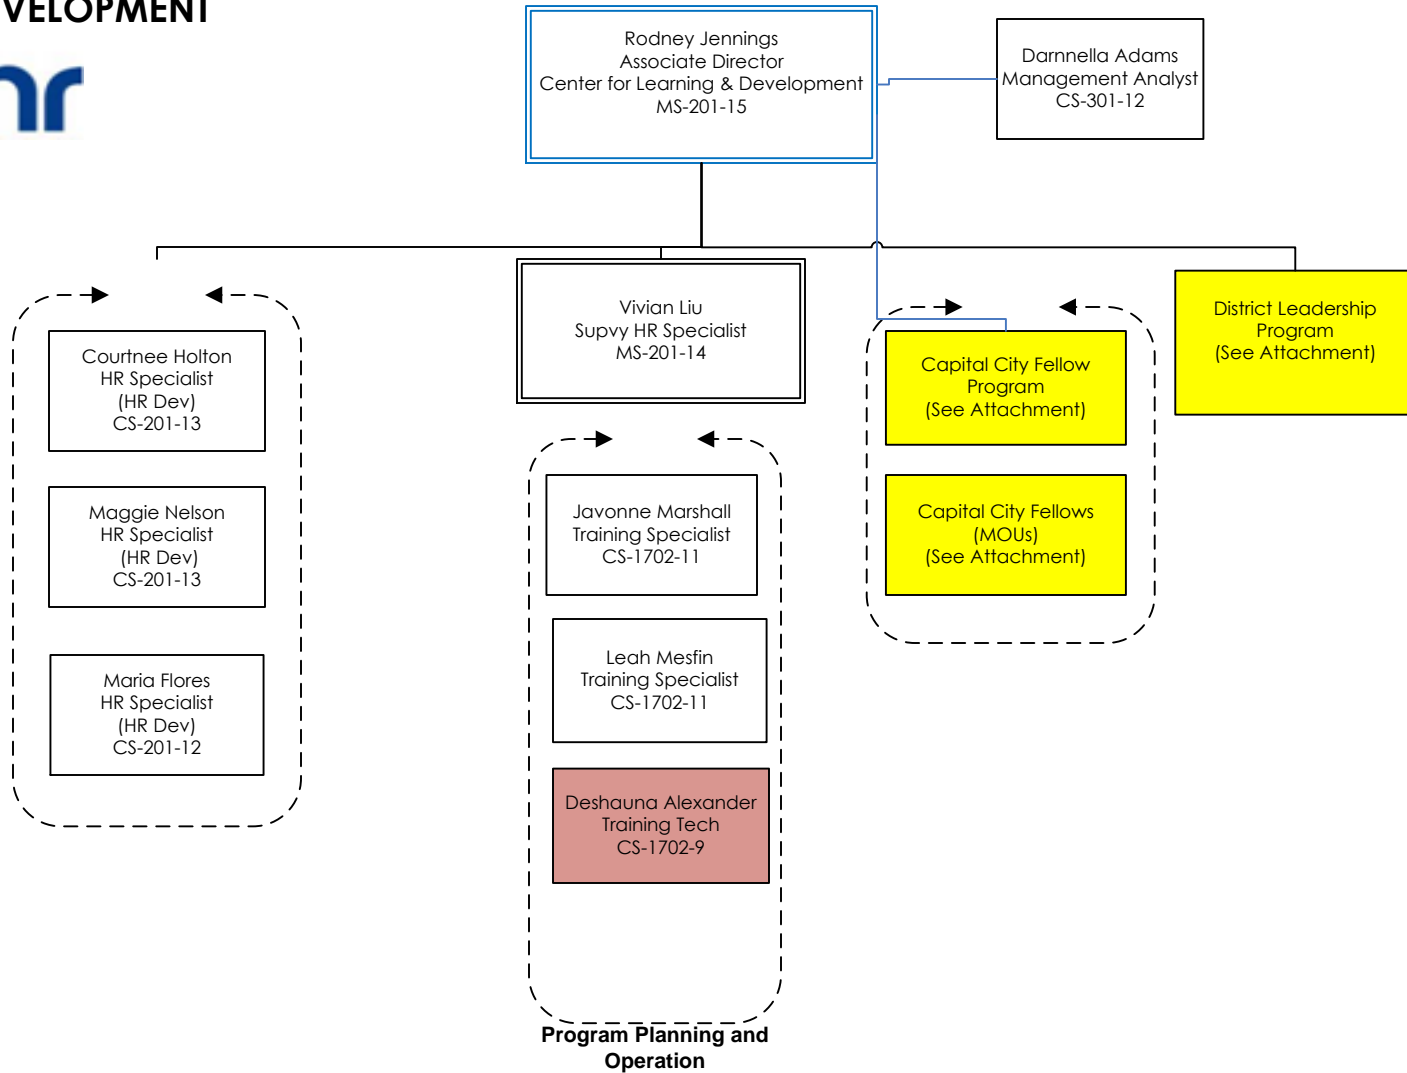 VELOPMENT
hr
Rodney Jennings
Associate Director
Center for Learning & Development
MS-201-15
Darnnella Adams
Management Analyst
CS-301-12
Courtnee Holton
HR Specialist
(HR Dev)
CS-201-13
Maggie Nelson
HR Specialist
(HR Dev)
CS-201-13
Maria Flores
HR Specialist
(HR Dev)
CS-201-12
Vivian Liu
Supvy HR Specialist
MS-201-14
Javonne Marshall
Training Specialist
CS-1702-11
Leah Mesfin
Training Specialist
CS-1702-11
Deshauna Alexander
Training Tech
CS-1702-9
Program Planning and
Operation
Capital City Fellow
Program
(See Attachment)
Capital City Fellows
(MOUs)
(See Attachment)
District Leadership
Program
(See Attachment)